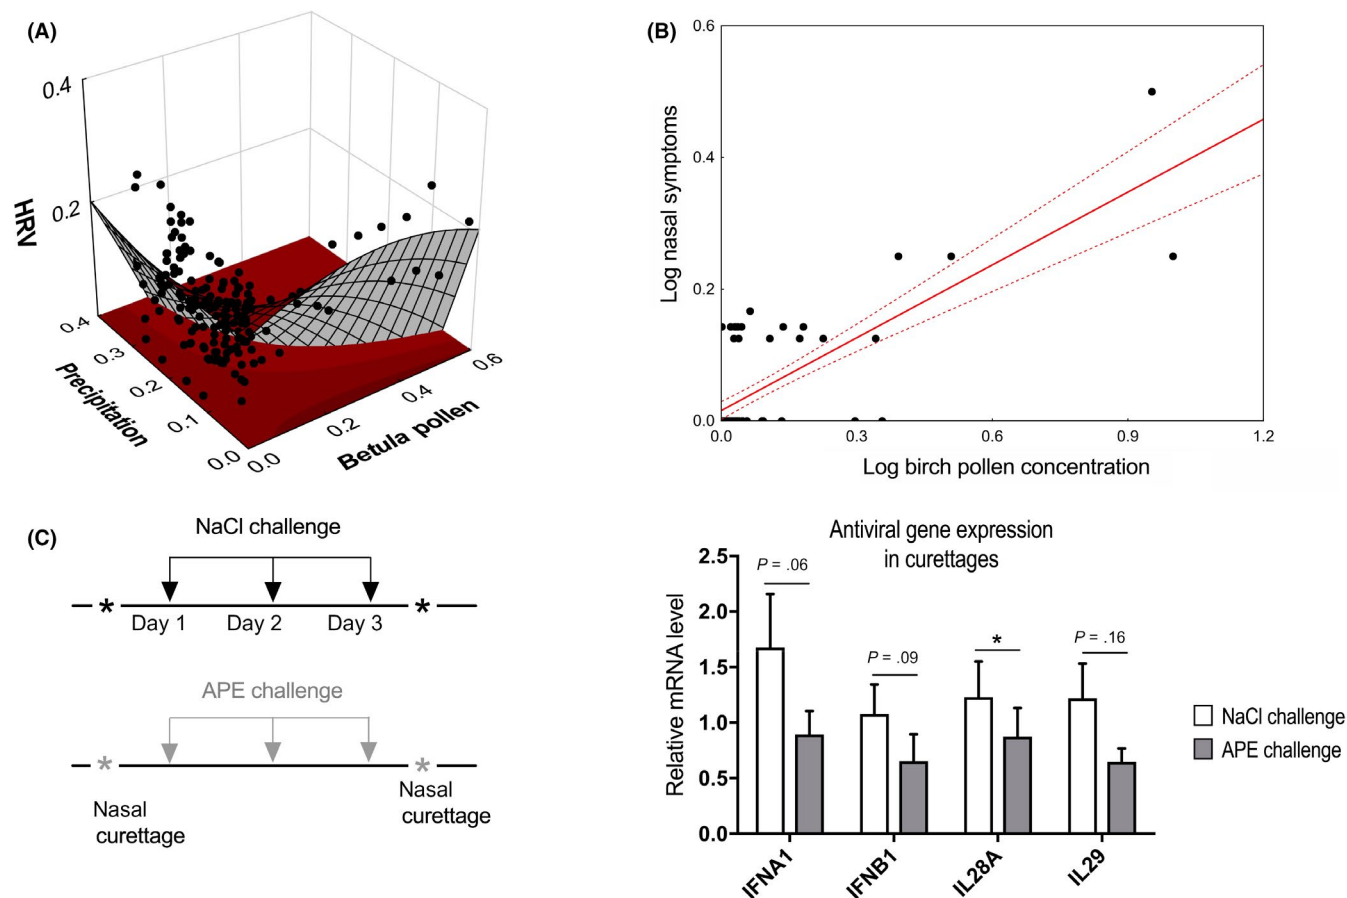 (A)
0.4
0.2
HRV
0.4
0.3
0.2
0.1
0.0
Precipitation
0.0
0.2
0.4
0.6
Betula pollen
(B)
0.6
0.4
0.2
0.0
Log nasal symptoms
0.0
0.3
0.6
0.9
1.2
Log birch pollen concentration
(C)
NaCl challenge
* *
Day 1 Day 2 Day 3
APE challenge
* *
Nasal
curettage
Nasal
curettage
Antiviral gene expression
in curettages
2.5
2.0
1.5
1.0
0.5
0.0
Relative mRNA level
P = .06
P = .09
*
P = .16
IFNA1
IFNB1
IL28A
IL29
NaCl challenge
APE challenge